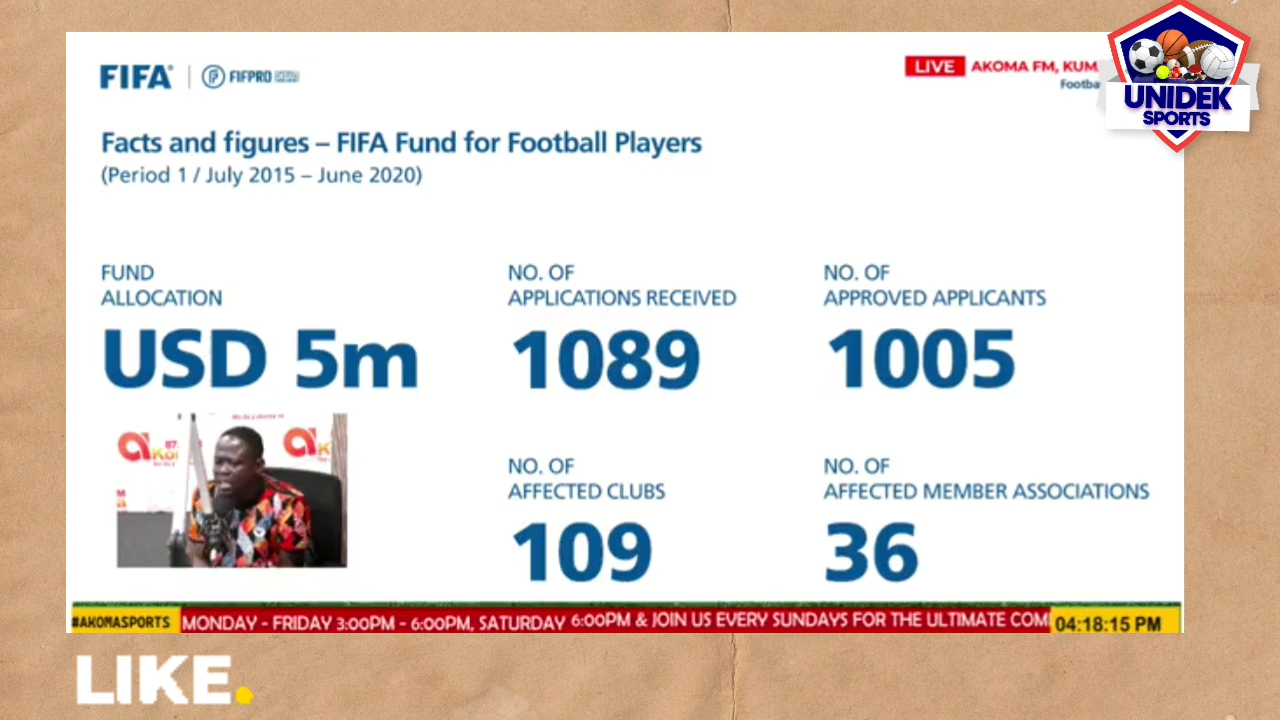 FIFA
FIFPRO
LIVE AKOMA FM, KUM
Footba
UNIDEK
SPORTS
Facts and figures – FIFA Fund for Football Players
(Period 1 / July 2015 – June 2020)
FUND
ALLOCATION
USD 5m
NO. OF
APPLICATIONS RECEIVED
1089
NO. OF
APPROVED APPLICANTS
1005
NO. OF
AFFECTED CLUBS
109
NO. OF
AFFECTED MEMBER ASSOCIATIONS
36
#AKOMASPORTS MONDAY - FRIDAY 3:00PM - 6:00PM, SATURDAY 6:00PM & JOIN US EVERY SUNDAYS FOR THE ULTIMATE COM 04:18:15 PM
LIKE.